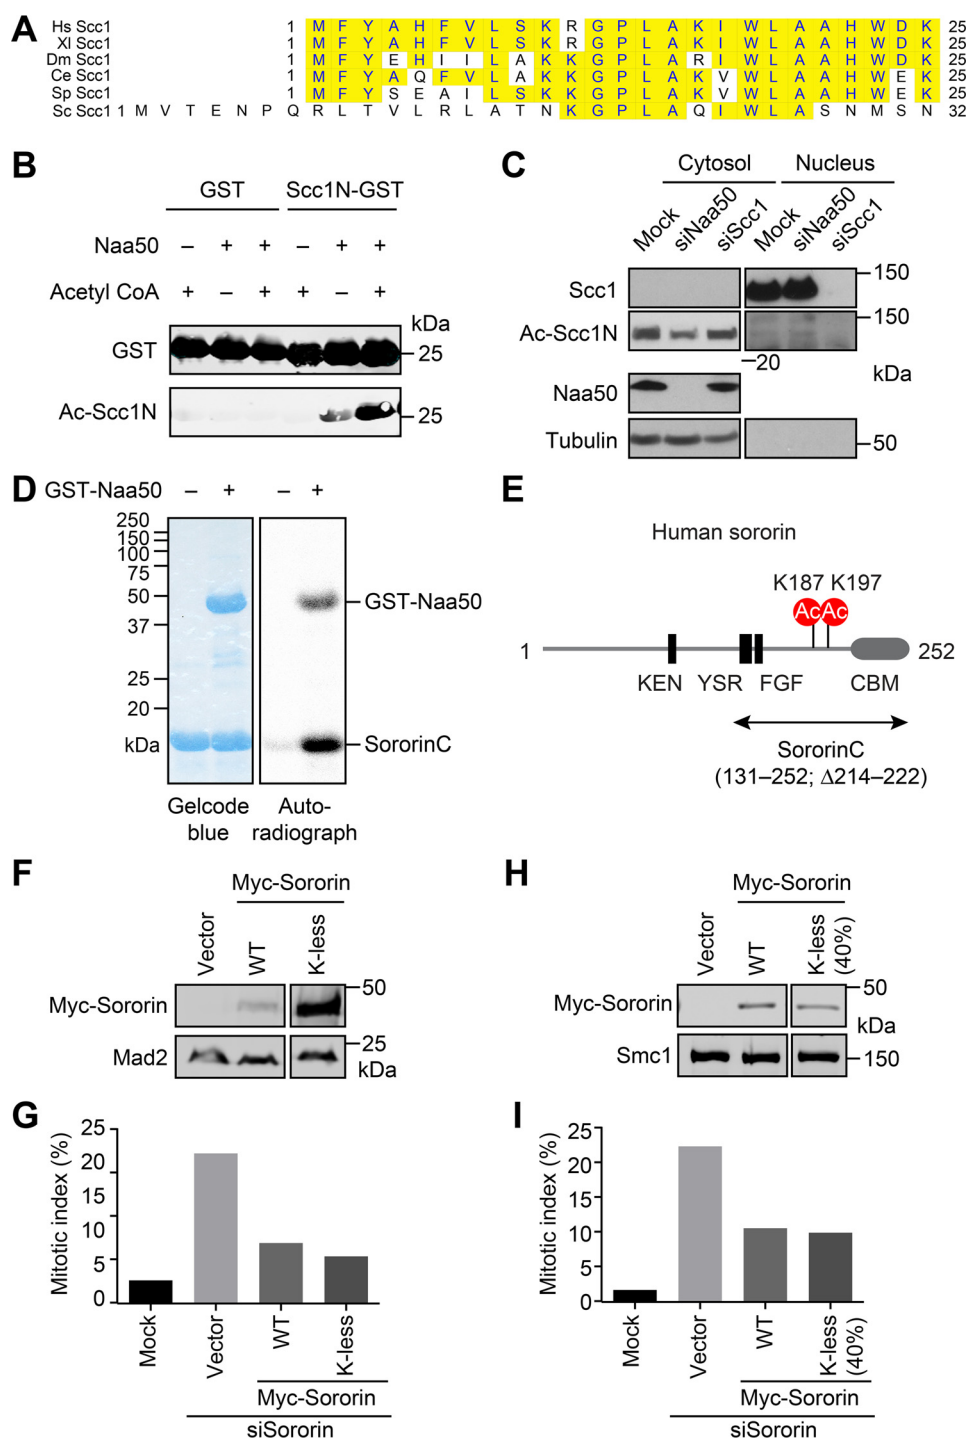 A
Hs Scc1 1 M F Y A H F V L S K R G P L A K I W L A A H W D K 25
Xl Scc1 1 M F Y A H F V L S K R G P L A K I W L A A H W D K 25
Dm Scc1 1 M F Y E H I I L A K K G P L A R I W L A A H W D K 25
Ce Scc1 1 M F Y A Q F V L A K K G P L A K V W L A A H W E K 25
Sp Scc1 1 M F Y S E A I L S K K G P L A K V W L A A H W E K 25
Sc Scc1 1 M V T E N P Q R L T V L R L A T N K G P L A Q I W L A S N M S N 32
B
GST Scc1N-GST
Naa50 – + + – + +
Acetyl CoA + – + + – +
kDa
GST 25
Ac-Scc1N 25
C
Cytosol Nucleus
Mock siNaa50 siScc1 Mock siNaa50 siScc1
Scc1 150
Ac-Scc1N 150
20
kDa
Naa50
Tubulin 50
D
GST-Naa50 – + – +
250
150
100
75
50
37
25
20
kDa
GST-Naa50
SororinC
Gelcode blue
Auto-radiograph
E
Human sororin
K187 K197
Ac Ac
1 252
KEN YSR FGF CBM
SororinC
(131–252; Δ214–222)
F
Myc-Sororin
Vector WT K-less
Myc-Sororin 50
Mad2 25
kDa
H
Myc-Sororin
Vector WT K-less (40%)
Myc-Sororin 50
kDa
Smc1 150
G
Mitotic index (%)
25
20
15
10
5
0
Mock Vector WT K-less
Myc-Sororin
siSororin
I
Mitotic index (%)
25
20
15
10
5
0
Mock Vector WT K-less (40%)
Myc-Sororin
siSororin